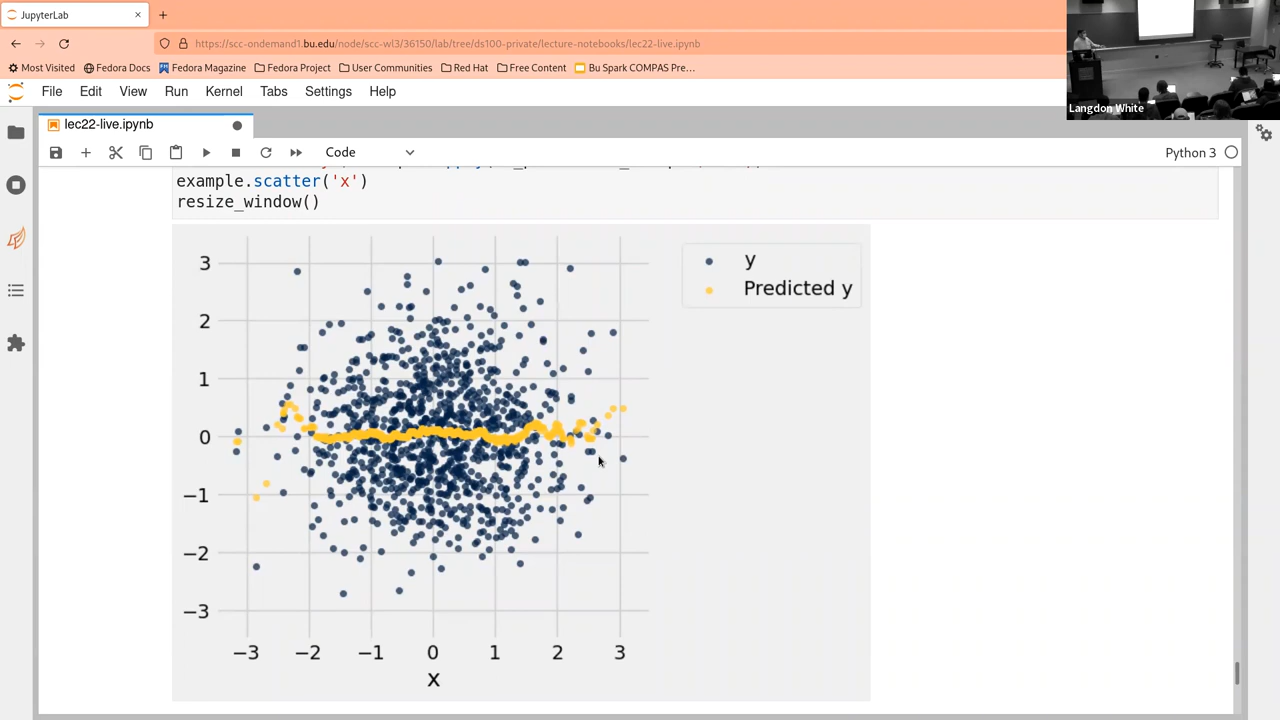 JupyterLab
https://scc-ondemand1.bu.edu/node/scc-wl3/36150/lab/tree/ds100-private/lecture-notebooks/lec22-live.ipynb
Most Visited Fedora Docs Fedora Magazine Fedora Project User Communities Red Hat Free Content Bu Spark COMPAS Pre…
Langdon White
File Edit View Run Kernel Tabs Settings Help
lec22-live.ipynb
Code
Python 3
example.scatter('x')
resize_window()
y
Predicted y
3
2
1
0
−1
−2
−3
−3 −2 −1 0 1 2 3
x